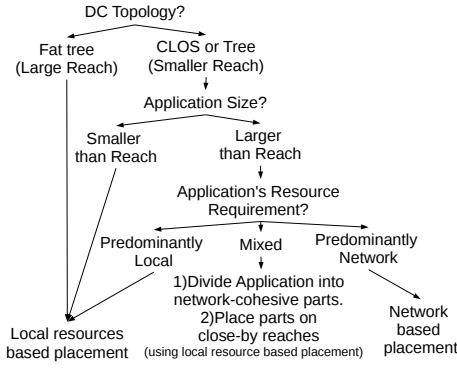 DC Topology?
Fat tree
(Large Reach)
CLOS or Tree
(Smaller Reach)
Application Size?
Smaller
than Reach
Larger
than Reach
Application's Resource
Requirement?
Predominantly
Local
Mixed
Predominantly
Network
1)Divide Application into
network-cohesive parts.
2)Place parts on
close-by reaches
(using local resource based placement)
Local resources
based placement
Network
based
placement